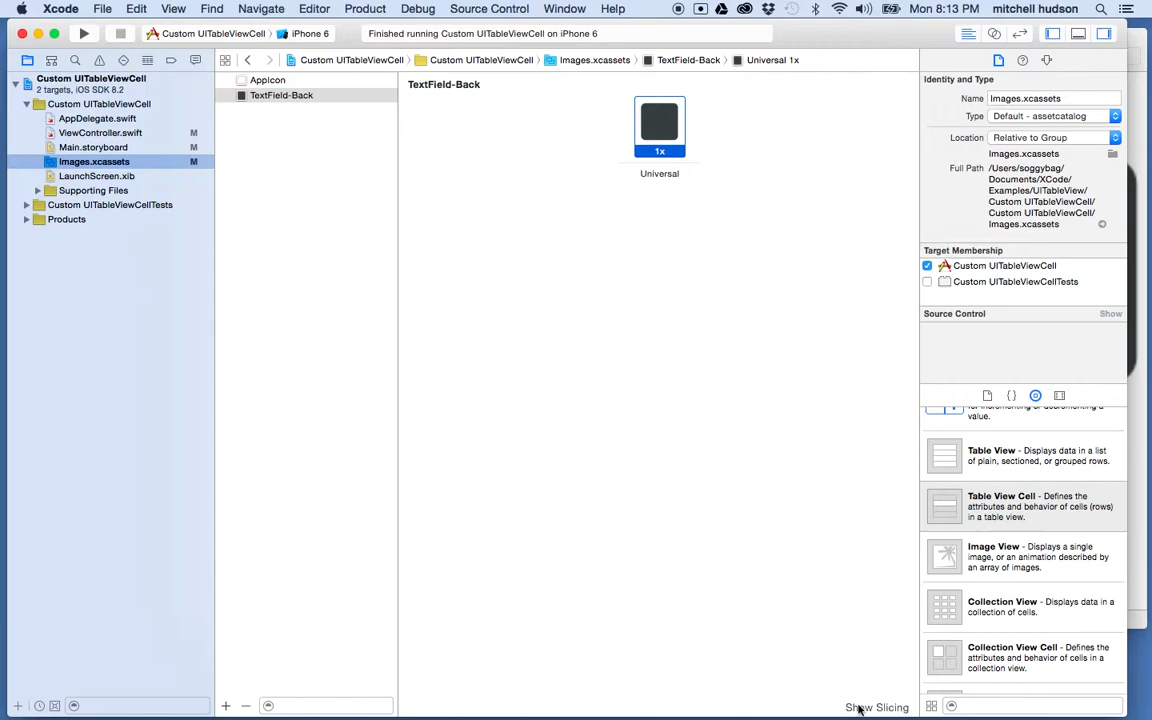 Xcode File Edit View Find Navigate Editor Product Debug Source Control Window Help Mon 8:13 PM mitchell hudson
Custom UITableViewCell iPhone 6 Finished running Custom UITableViewCell on iPhone 6
Custom UITableViewCell Custom UITableViewCell Images.xcassets TextField-Back Universal 1x
Custom UITableViewCell
2 targets, iOS SDK 8.2
Custom UITableViewCell
AppDelegate.swift
ViewController.swift M
Main.storyboard
Images.xcassets M
LaunchScreen.xib
Supporting Files
Custom UITableViewCellTests
Products
AppIcon
TextField-Back
TextField-Back
1x
Universal
Show Slicing
Identity and Type
Name Images.xcassets
Type Default - assetcatalog
Location Relative to Group
Images.xcassets
Full Path /Users/soggybag/
Documents/XCode/
Examples/UITableView/
Custom UITableViewCell/
Custom UITableViewCell/
Images.xcassets
Target Membership
Custom UITableViewCell
Custom UITableViewCellTests
Source Control Show
for incrementing or decrementing a
value.
Table View - Displays data in a list
of plain, sectioned, or grouped rows.
Table View Cell - Defines the
attributes and behavior of cells (rows)
in a table view.
Image View - Displays a single
image, or an animation described by
an array of images.
Collection View - Displays data in a
collection of cells.
Collection View Cell - Defines the
attributes and behavior of cells in a
collection view.